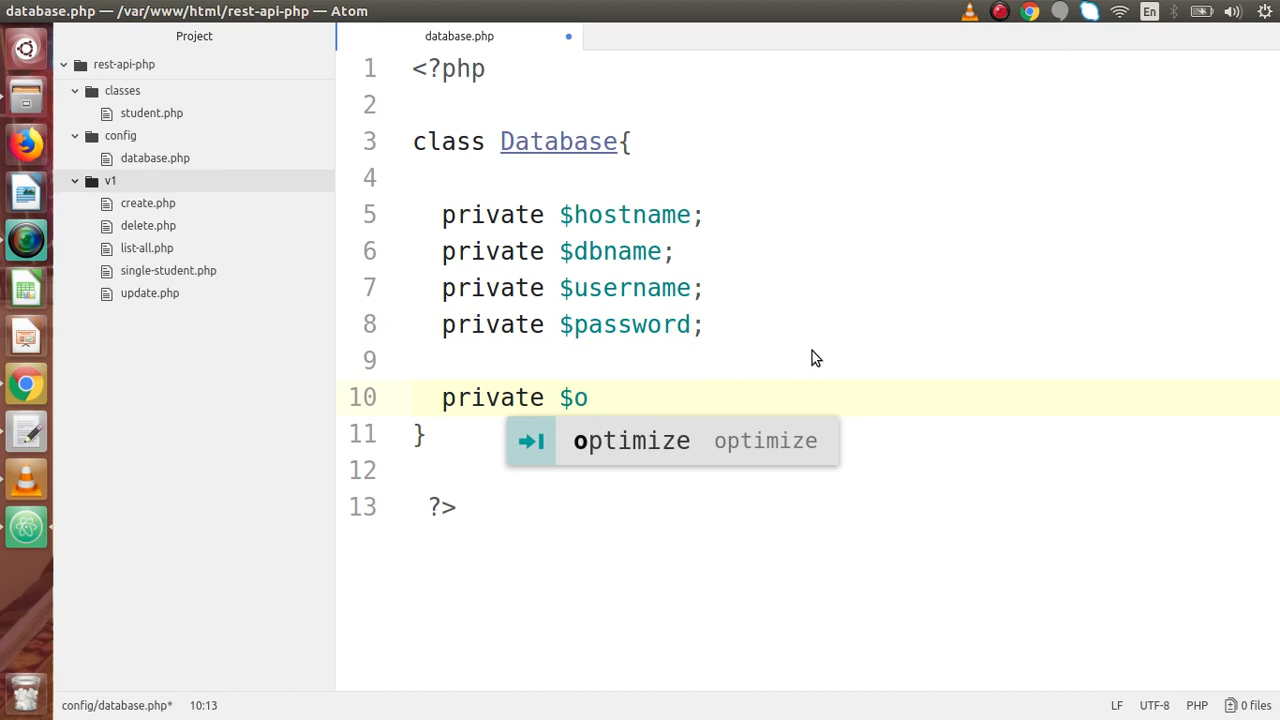 database.php — /var/www/html/rest-api-php — Atom
En
Project
rest-api-php
classes
student.php
config
database.php
v1
create.php
delete.php
list-all.php
single-student.php
update.php
database.php
1 <?php
2
3 class Database{
4
5 private $hostname;
6 private $dbname;
7 private $username;
8 private $password;
9
10 private $o
optimize optimize
11 }
12
13 ?>
config/database.php* 10:13 LF UTF-8 PHP 0 files